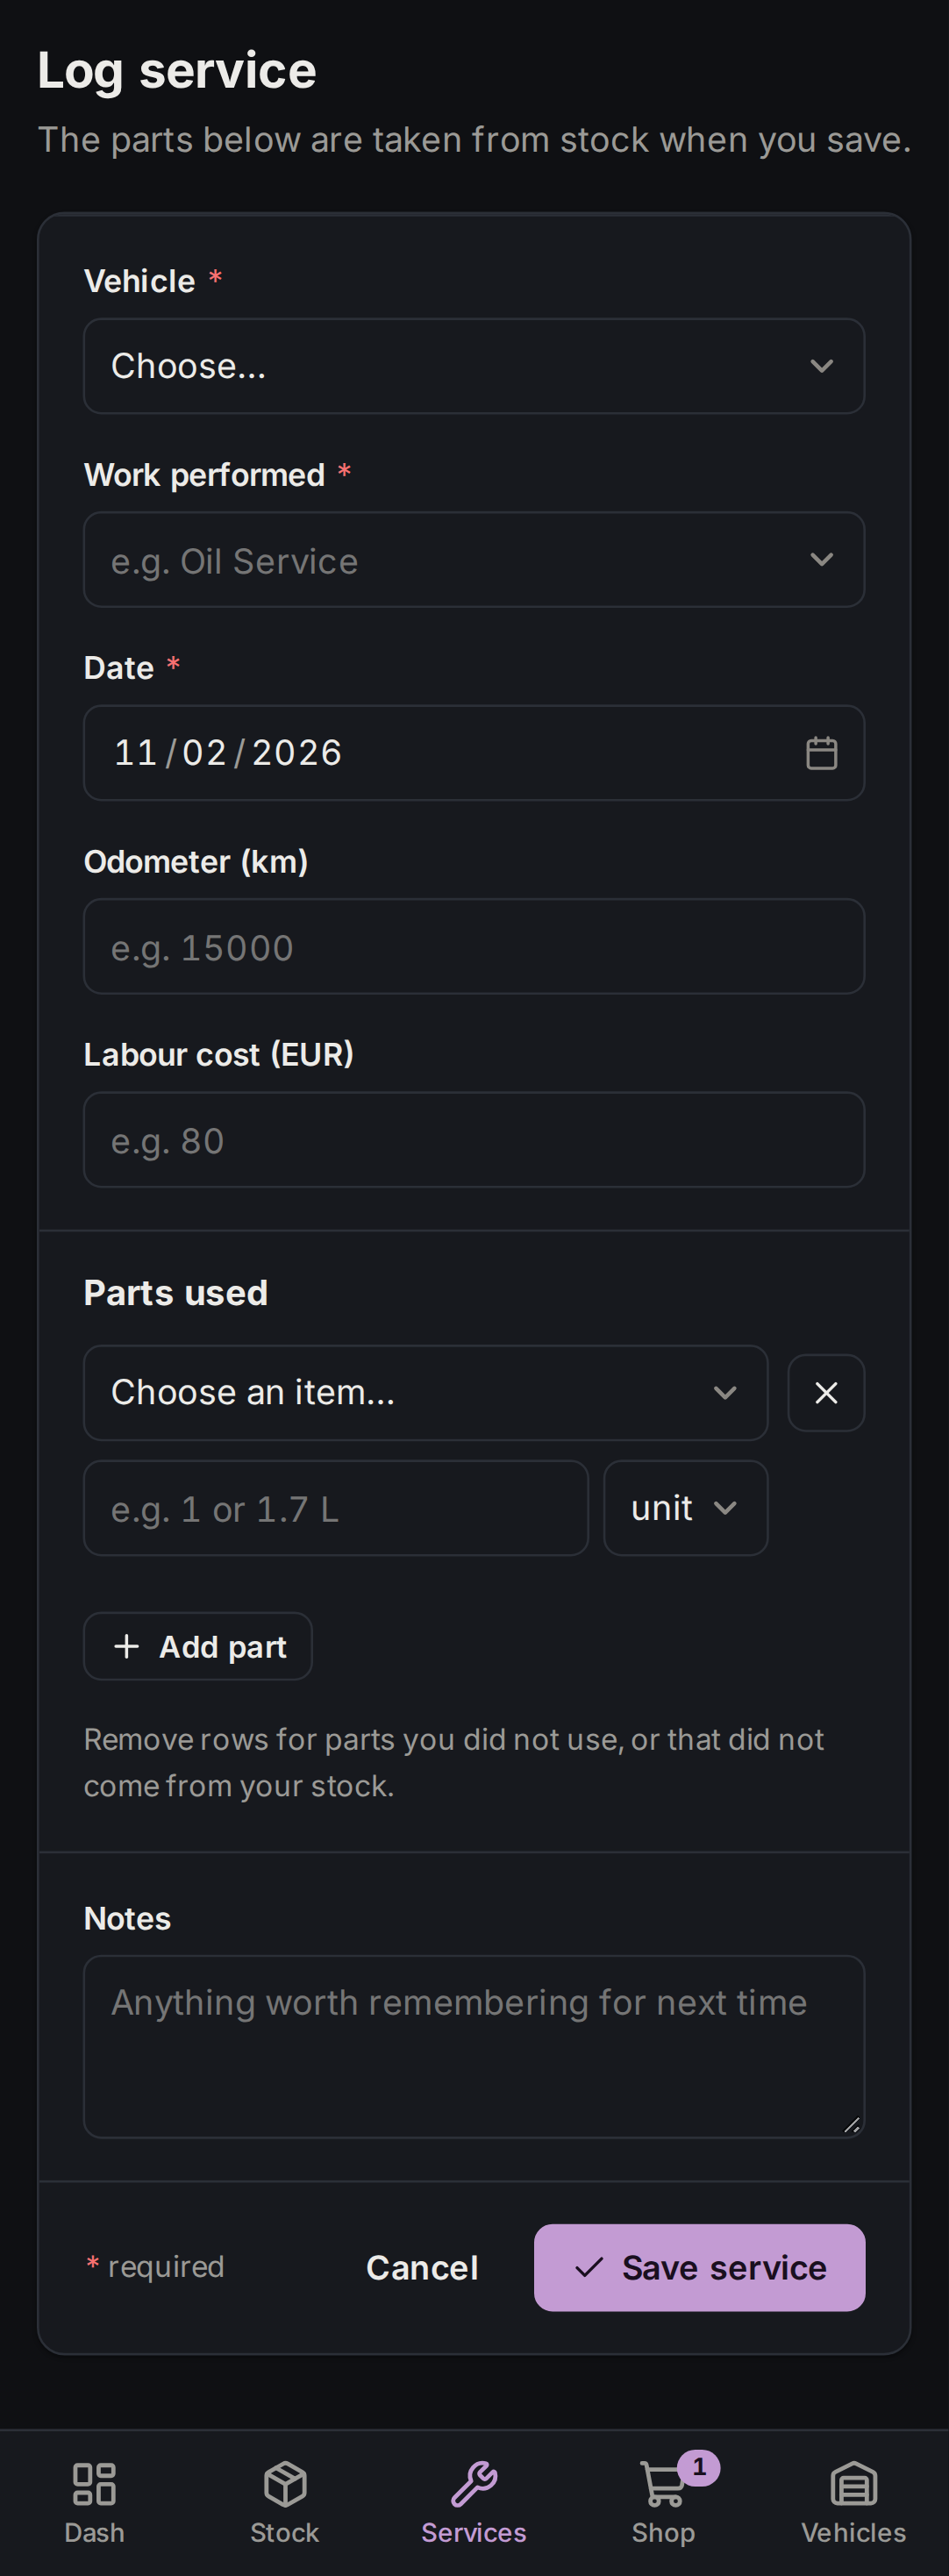 Log service
The parts below are taken from stock when you save.
Vehicle *
Choose...
Work performed *
e.g. Oil Service
Date *
11/02/2026
Odometer (km)
e.g. 15000
Labour cost (EUR)
e.g. 80
Parts used
Choose an item...
e.g. 1 or 1.7 L
unit
Add part
Remove rows for parts you did not use, or that did not
come from your stock.
Notes
Anything worth remembering for next time
* required
Cancel
Save service
1
Dash
Stock
Services
Shop
Vehicles